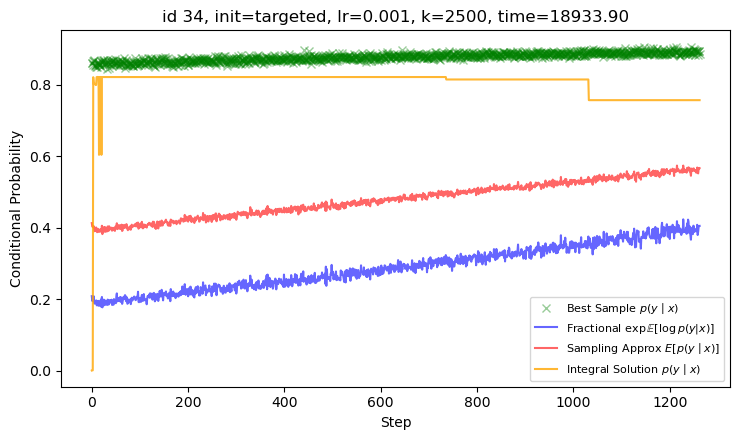 id 34, init=targeted, lr=0.001, k=2500, time=18933.90
Conditional Probability
0.8
0.6
0.4
0.2
0.0
Best Sample p(y | x)
Fractional exp𝔼[log p(y|x)]
Sampling Approx E[p(y | x)]
Integral Solution p(y | x)
0 200 400 600 800 1000 1200
Step